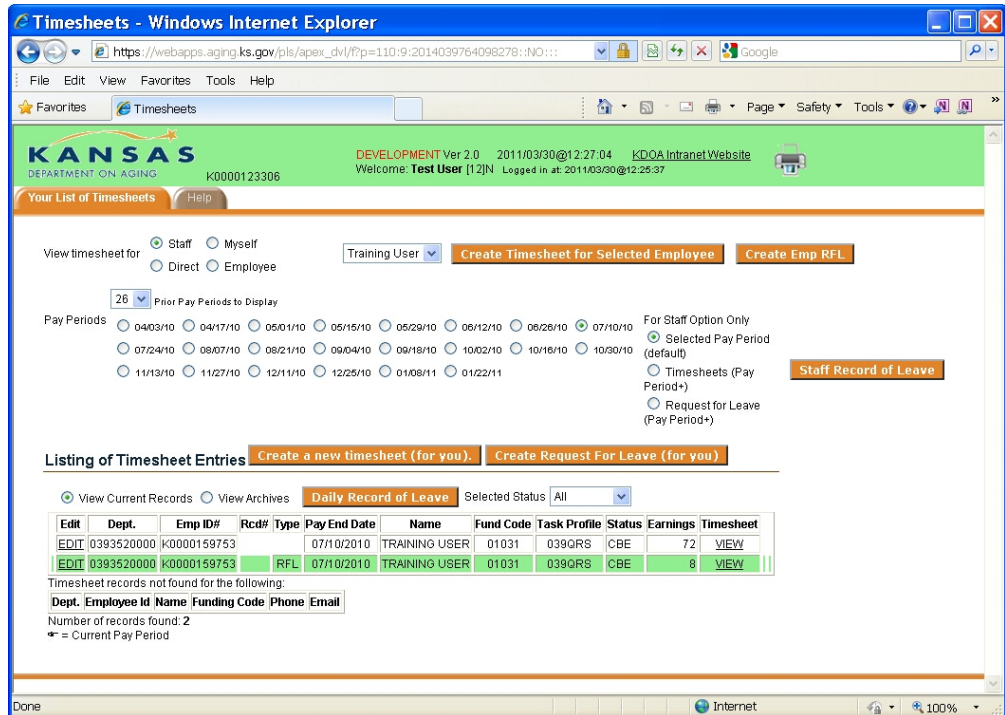 Timesheets - Windows Internet Explorer
https://webapps.aging.ks.gov/pls/apex_dvl/f?p=110:9:2014039764098278::NO::: Google
File Edit View Favorites Tools Help
Favorites Timesheets Page Safety Tools
KANSAS
DEPARTMENT ON AGING
K0000123306
DEVELOPMENT Ver 2.0 2011/03/30@12:27:04 KDOA Intranet Website
Welcome: Test User [12]N Logged in at: 2011/03/30@12:25:37
Your List of Timesheets Help
View timesheet for Staff Myself
Direct Employee
Training User Create Timesheet for Selected Employee Create Emp RFL
26 Prior Pay Periods to Display
Pay Periods 04/03/10 04/17/10 05/01/10 05/15/10 05/29/10 06/12/10 06/26/10 07/10/10
07/24/10 08/07/10 08/21/10 09/04/10 09/18/10 10/02/10 10/16/10 10/30/10
11/13/10 11/27/10 12/11/10 12/25/10 01/08/11 01/22/11
For Staff Option Only
Selected Pay Period
(default)
Timesheets (Pay
Period+)
Request for Leave
(Pay Period+)
Staff Record of Leave
Listing of Timesheet Entries Create a new timesheet (for you). Create Request For Leave (for you)
View Current Records View Archives Daily Record of Leave Selected Status All
Edit Dept. Emp ID# Rcd# Type Pay End Date Name Fund Code Task Profile Status Earnings Timesheet
EDIT 0393520000 K0000159753 07/10/2010 TRAINING USER 01031 039QRS CBE 72 VIEW
EDIT 0393520000 K0000159753 RFL 07/10/2010 TRAINING USER 01031 039QRS CBE 8 VIEW
Timesheet records not found for the following:
Dept. Employee Id Name Funding Code Phone Email
Number of records found: 2
= Current Pay Period
Done Internet 100%